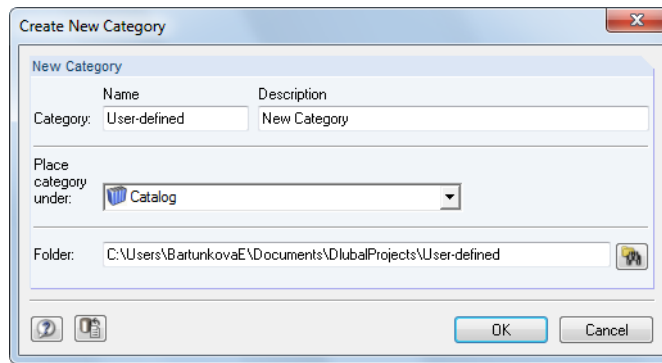 Create New Category
New Category
Name Description
Category: User-defined New Category
Place
category
under: Catalog
Folder: C:\Users\BartunkovaE\Documents\DlubalProjects\User-defined
OK Cancel